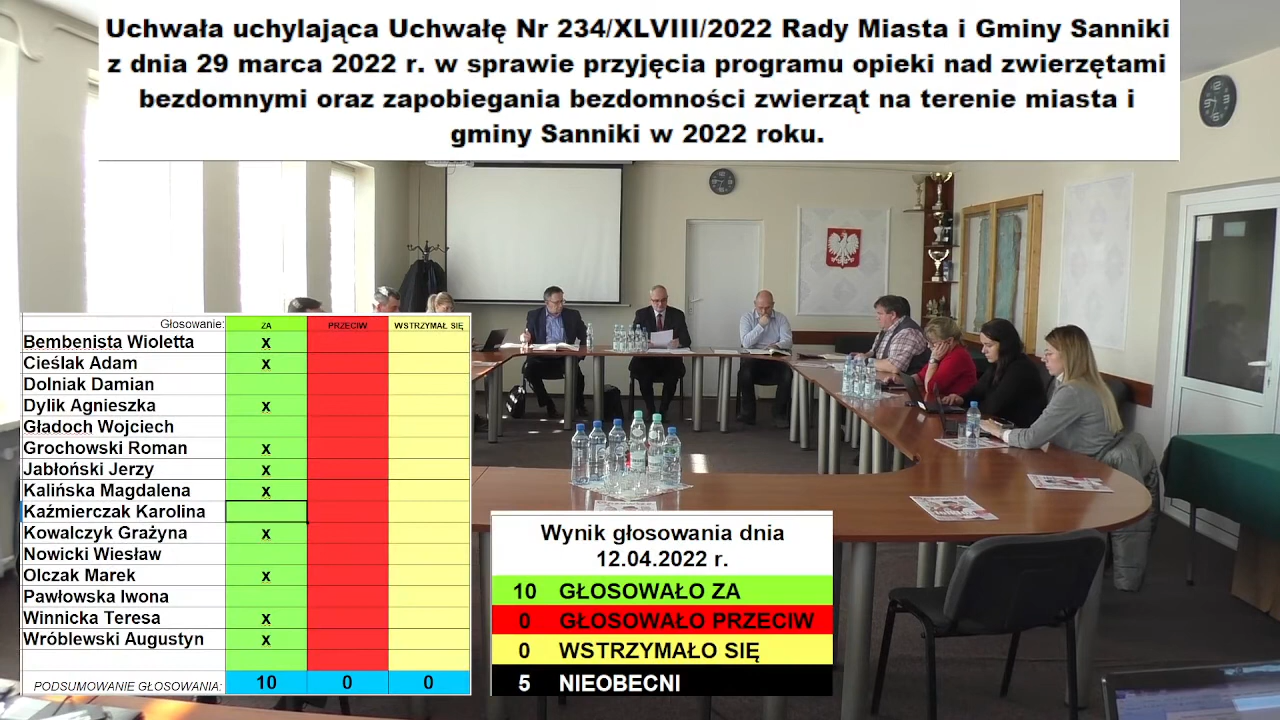 Uchwała uchylająca Uchwałę Nr 234/XLVIII/2022 Rady Miasta i Gminy Sanniki
z dnia 29 marca 2022 r. w sprawie przyjęcia programu opieki nad zwierzętami
bezdomnymi oraz zapobiegania bezdomności zwierząt na terenie miasta i
gminy Sanniki w 2022 roku.
Głosowanie: ZA PRZECIW WSTRZYMAŁ SIĘ
Bembenista Wioletta x
Cieślak Adam x
Dolniak Damian
Dylik Agnieszka x
Gładoch Wojciech
Grochowski Roman x
Jabłoński Jerzy x
Kalińska Magdalena x
Kaźmierczak Karolina
Kowalczyk Grażyna x
Nowicki Wiesław
Olczak Marek x
Pawłowska Iwona
Winnicka Teresa x
Wróblewski Augustyn x
PODSUMOWANIE GŁOSOWANIA: 10 0 0
Wynik głosowania dnia
12.04.2022 r.
10 GŁOSOWAŁO ZA
0 GŁOSOWAŁO PRZECIW
0 WSTRZYMAŁO SIĘ
5 NIEOBECNI